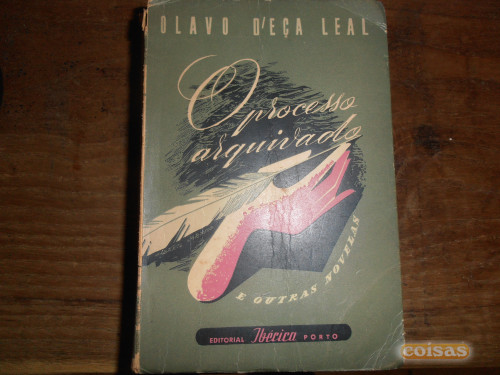 OLAVO D'EÇA LEAL
O processo
arquivado
E OUTRAS NOVELAS
EDITORIAL Ibérica PORTO
coisas